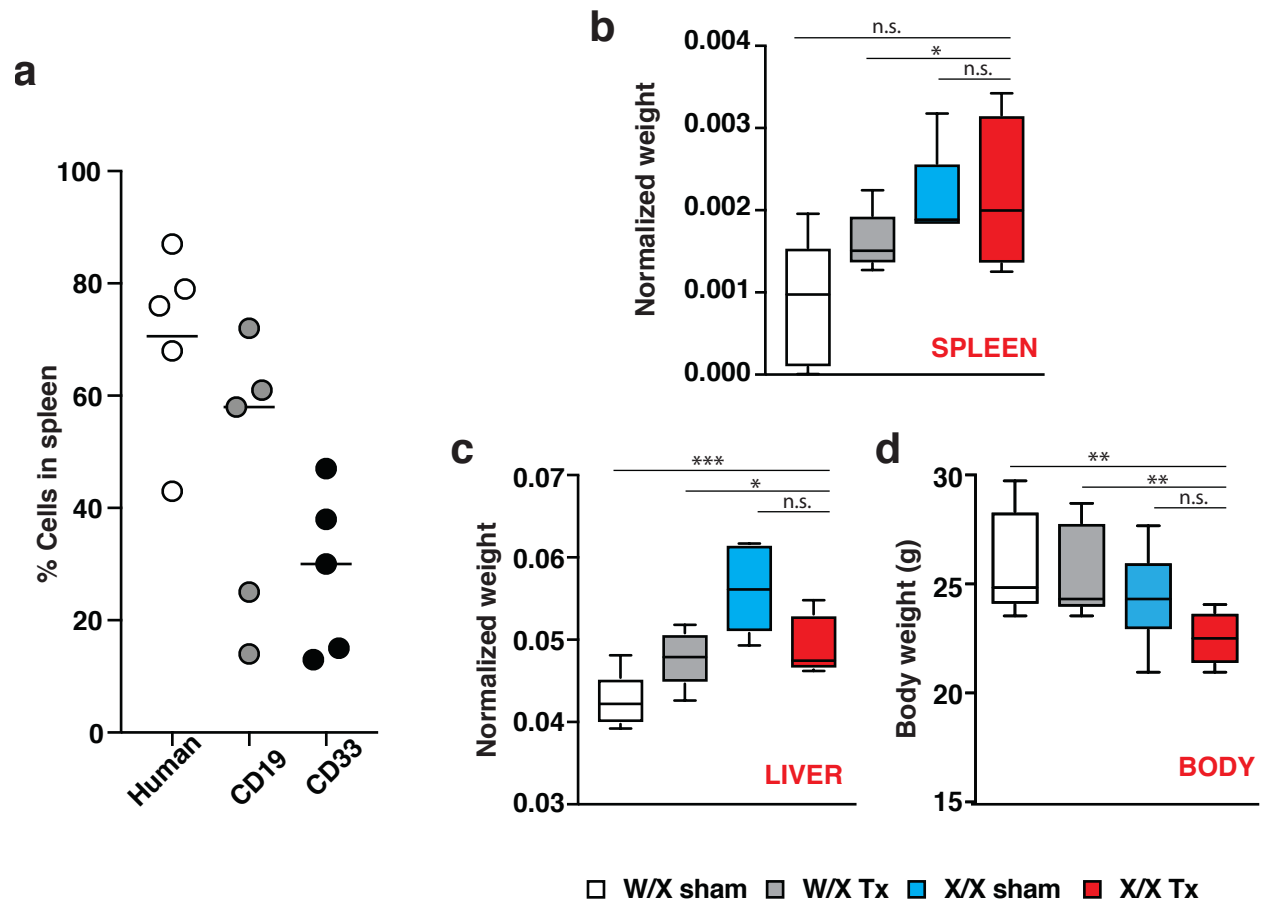 a
% Cells in spleen
100
80
60
40
20
0
Human
CD19
CD33
b
Normalized weight
0.004
0.003
0.002
0.001
0.000
n.s.
*
n.s.
SPLEEN
c
Normalized weight
0.07
0.06
0.05
0.04
0.03
***
*
n.s.
LIVER
d
Body weight (g)
30
25
20
15
**
**
n.s.
BODY
W/X sham W/X Tx X/X sham X/X Tx